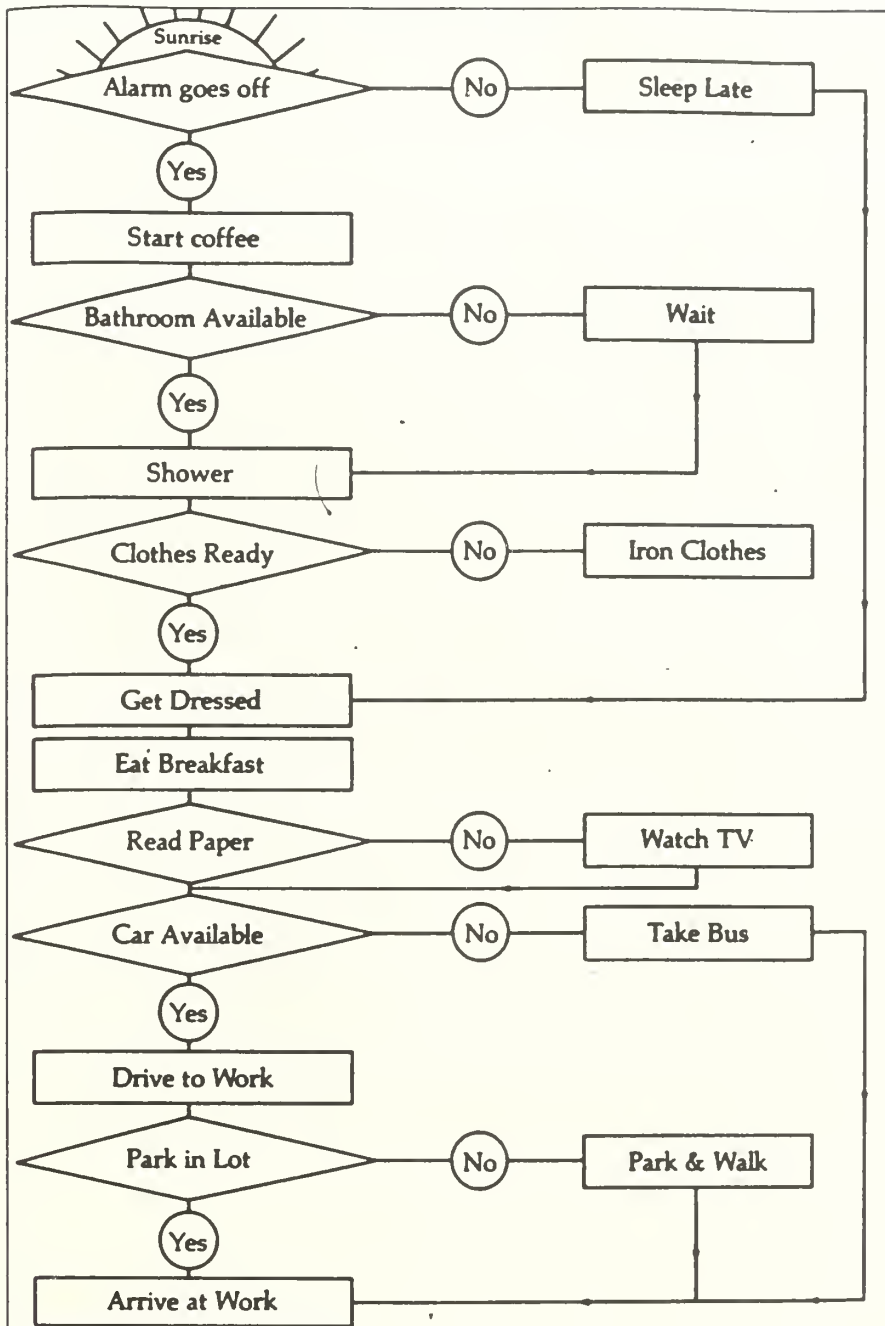 Sunrise
Alarm goes off
No
Sleep Late
Yes
Start coffee
Bathroom Available
No
Wait
Yes
Shower
Clothes Ready
No
Iron Clothes
Yes
Get Dressed
Eat Breakfast
Read Paper
No
Watch TV
Car Available
No
Take Bus
Yes
Drive to Work
Park in Lot
No
Park & Walk
Yes
Arrive at Work